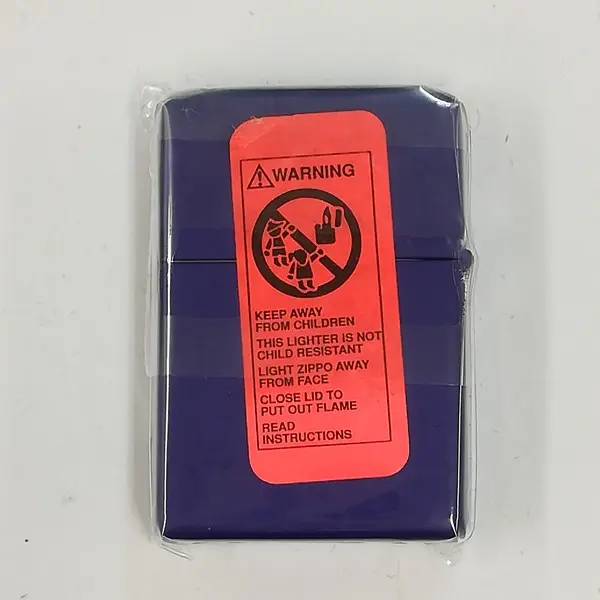 WARNING
KEEP AWAY
FROM CHILDREN
THIS LIGHTER IS NOT
CHILD RESISTANT
LIGHT ZIPPO AWAY
FROM FACE
CLOSE LID TO
PUT OUT FLAME
READ
INSTRUCTIONS